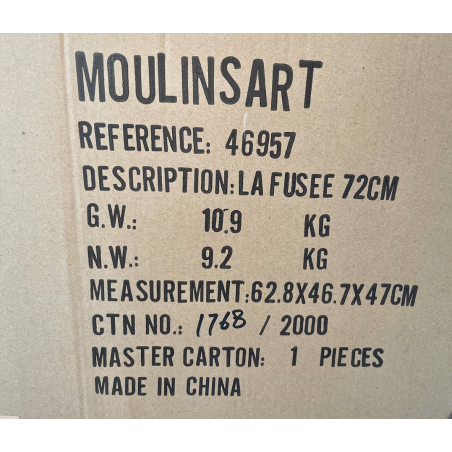 MOULINSART
REFERENCE: 46957
DESCRIPTION:LA FUSEE 72CM
G.W.: 10.9 KG
N.W.: 9.2 KG
MEASUREMENT:62.8X46.7X47CM
CTN NO.: 1768 / 2000
MASTER CARTON: 1 PIECES
MADE IN CHINA